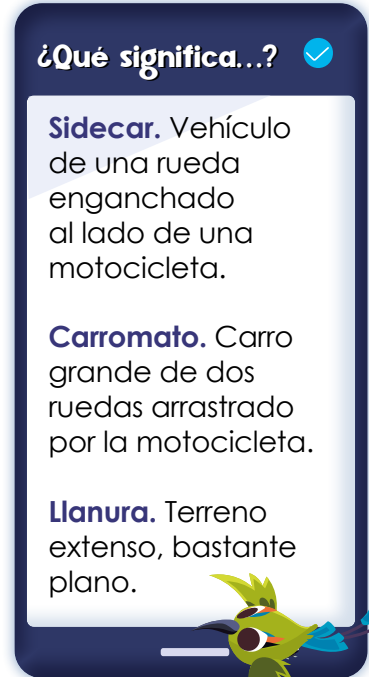 ¿Qué significa...?
Sidecar. Vehículo
de una rueda
enganchado
al lado de una
motocicleta.
Carromato. Carro
grande de dos
ruedas arrastrado
por la motocicleta.
Llanura. Terreno
extenso, bastante
plano.